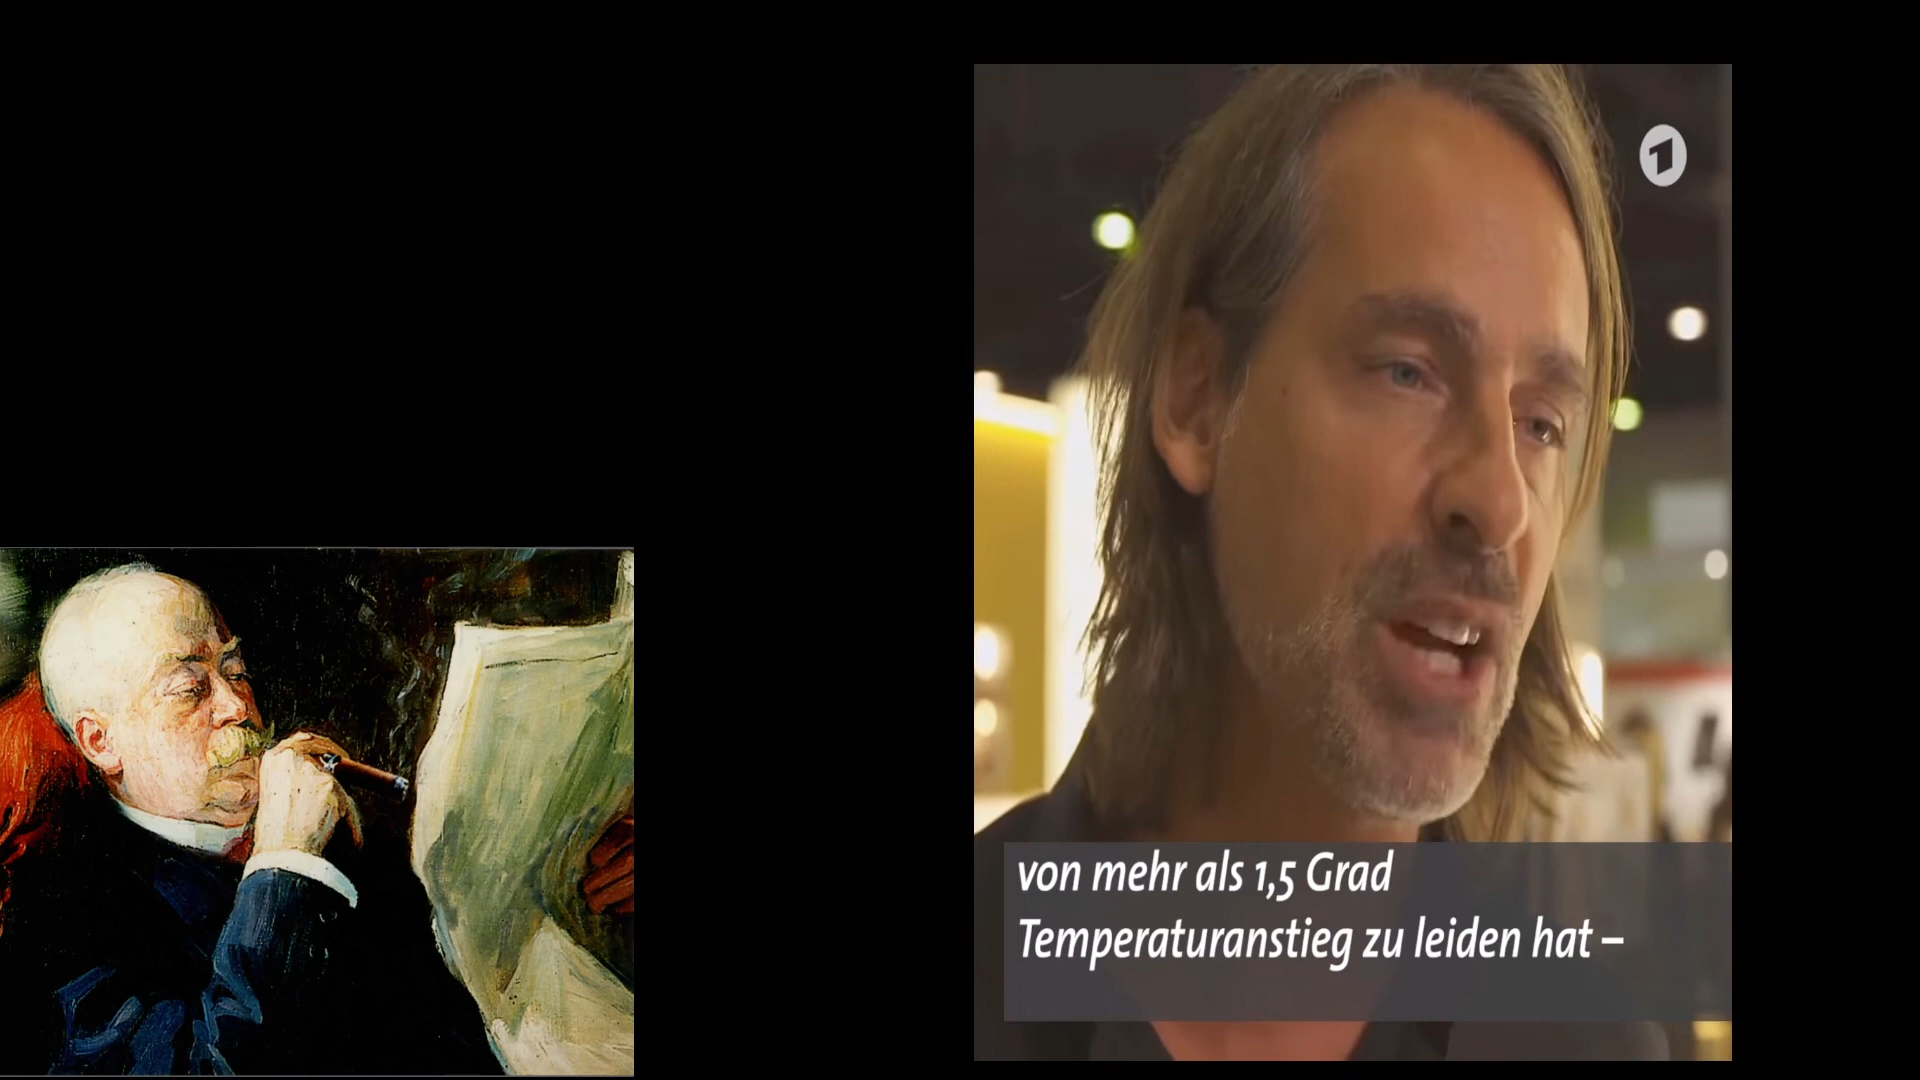 von mehr als 1,5 Grad
Temperaturanstieg zu leiden hat –